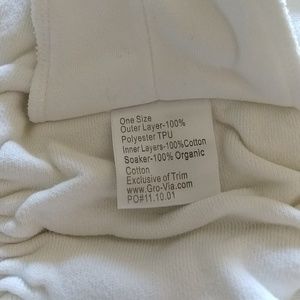 One Size
Outer Layer-100%
Polyester TPU
Inner Layers-100%Cotton
Soaker-100% Organic
Cotton
Exclusive of Trim
www.Gro-Via.com
PO#11.10.01